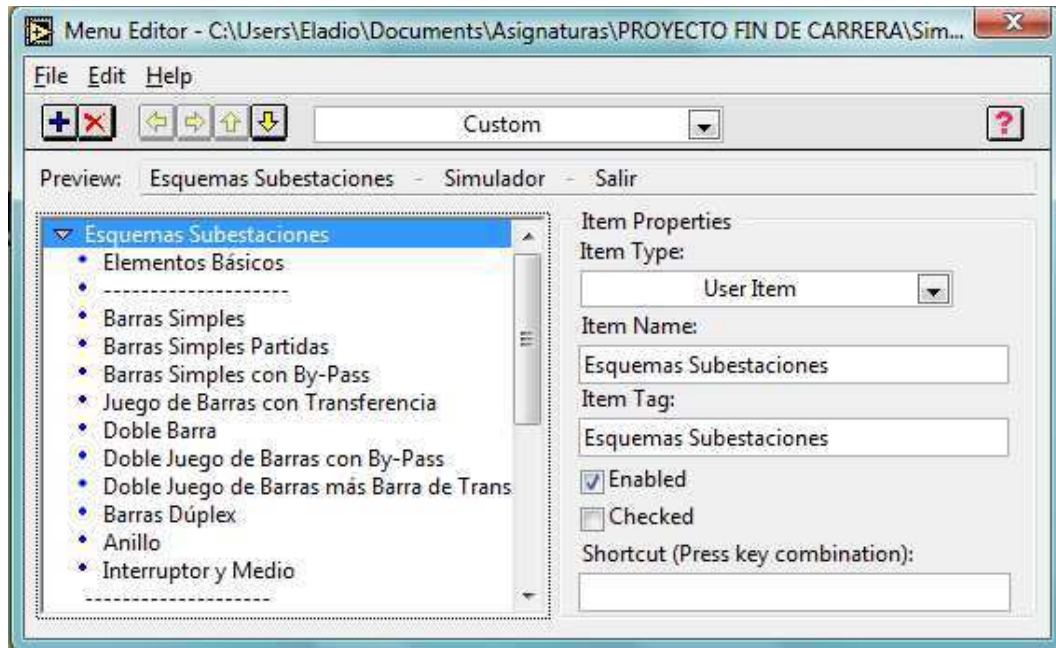 Menu Editor - C:\Users\Eladio\Documents\Asignaturas\PROYECTO FIN DE CARRERA\Sim...
File Edit Help
Custom
?
Preview: Esquemas Subestaciones - Simulador - Salir
Esquemas Subestaciones
Elementos Básicos
--------------------
Barras Simples
Barras Simples Partidas
Barras Simples con By-Pass
Juego de Barras con Transferencia
Doble Barra
Doble Juego de Barras con By-Pass
Doble Juego de Barras más Barra de Trans
Barras Dúplex
Anillo
Interruptor y Medio
--------------------
Item Properties
Item Type:
User Item
Item Name:
Esquemas Subestaciones
Item Tag:
Esquemas Subestaciones
Enabled
Checked
Shortcut (Press key combination):